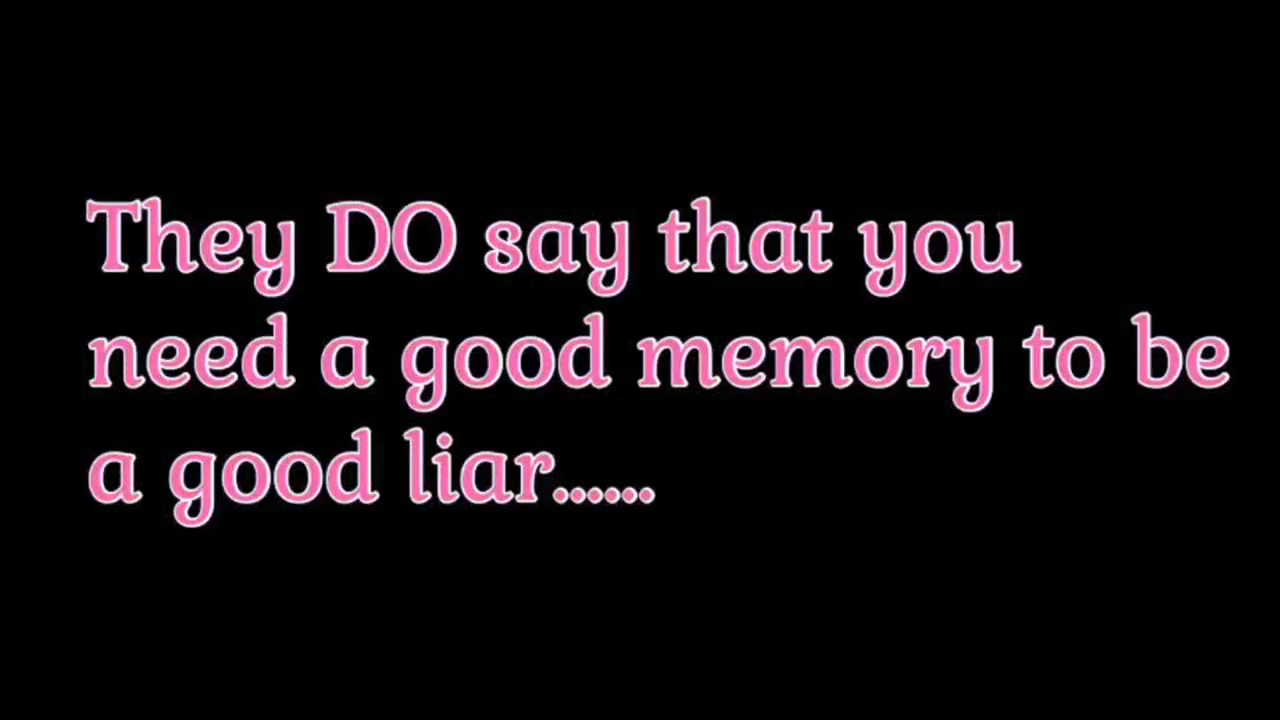 They DO say that you
need a good memory to be
a good liar......